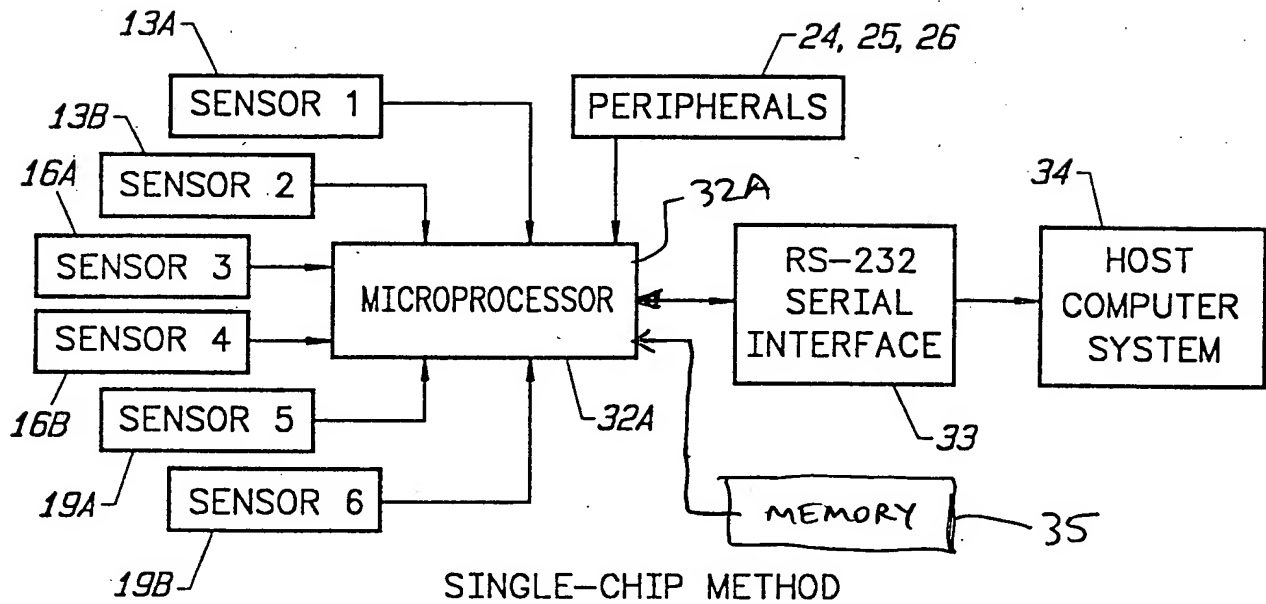 13A
24, 25, 26
SENSOR 1
PERIPHERALS
13B
SENSOR 2
16A
32A
34
SENSOR 3
MICROPROCESSOR
RS-232
SERIAL
INTERFACE
HOST
COMPUTER
SYSTEM
SENSOR 4
16B
SENSOR 5
32A
33
19A
SENSOR 6
MEMORY
35
19B
SINGLE-CHIP METHOD